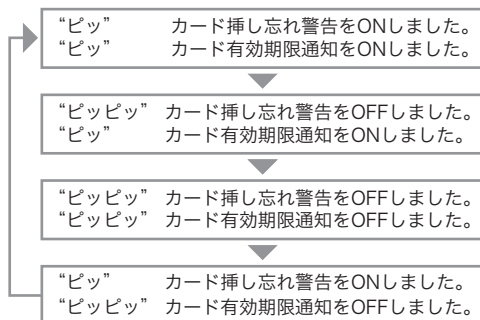 “ピッ” カード挿し忘れ警告をONしました。
“ピッ” カード有効期限通知をONしました。
“ピッピッ” カード挿し忘れ警告をOFFしました。
“ピッ” カード有効期限通知をONしました。
“ピッピッ” カード挿し忘れ警告をOFFしました。
“ピッピッ” カード有効期限通知をOFFしました。
“ピッ” カード挿し忘れ警告をONしました。
“ピッピッ” カード有効期限通知をOFFしました。